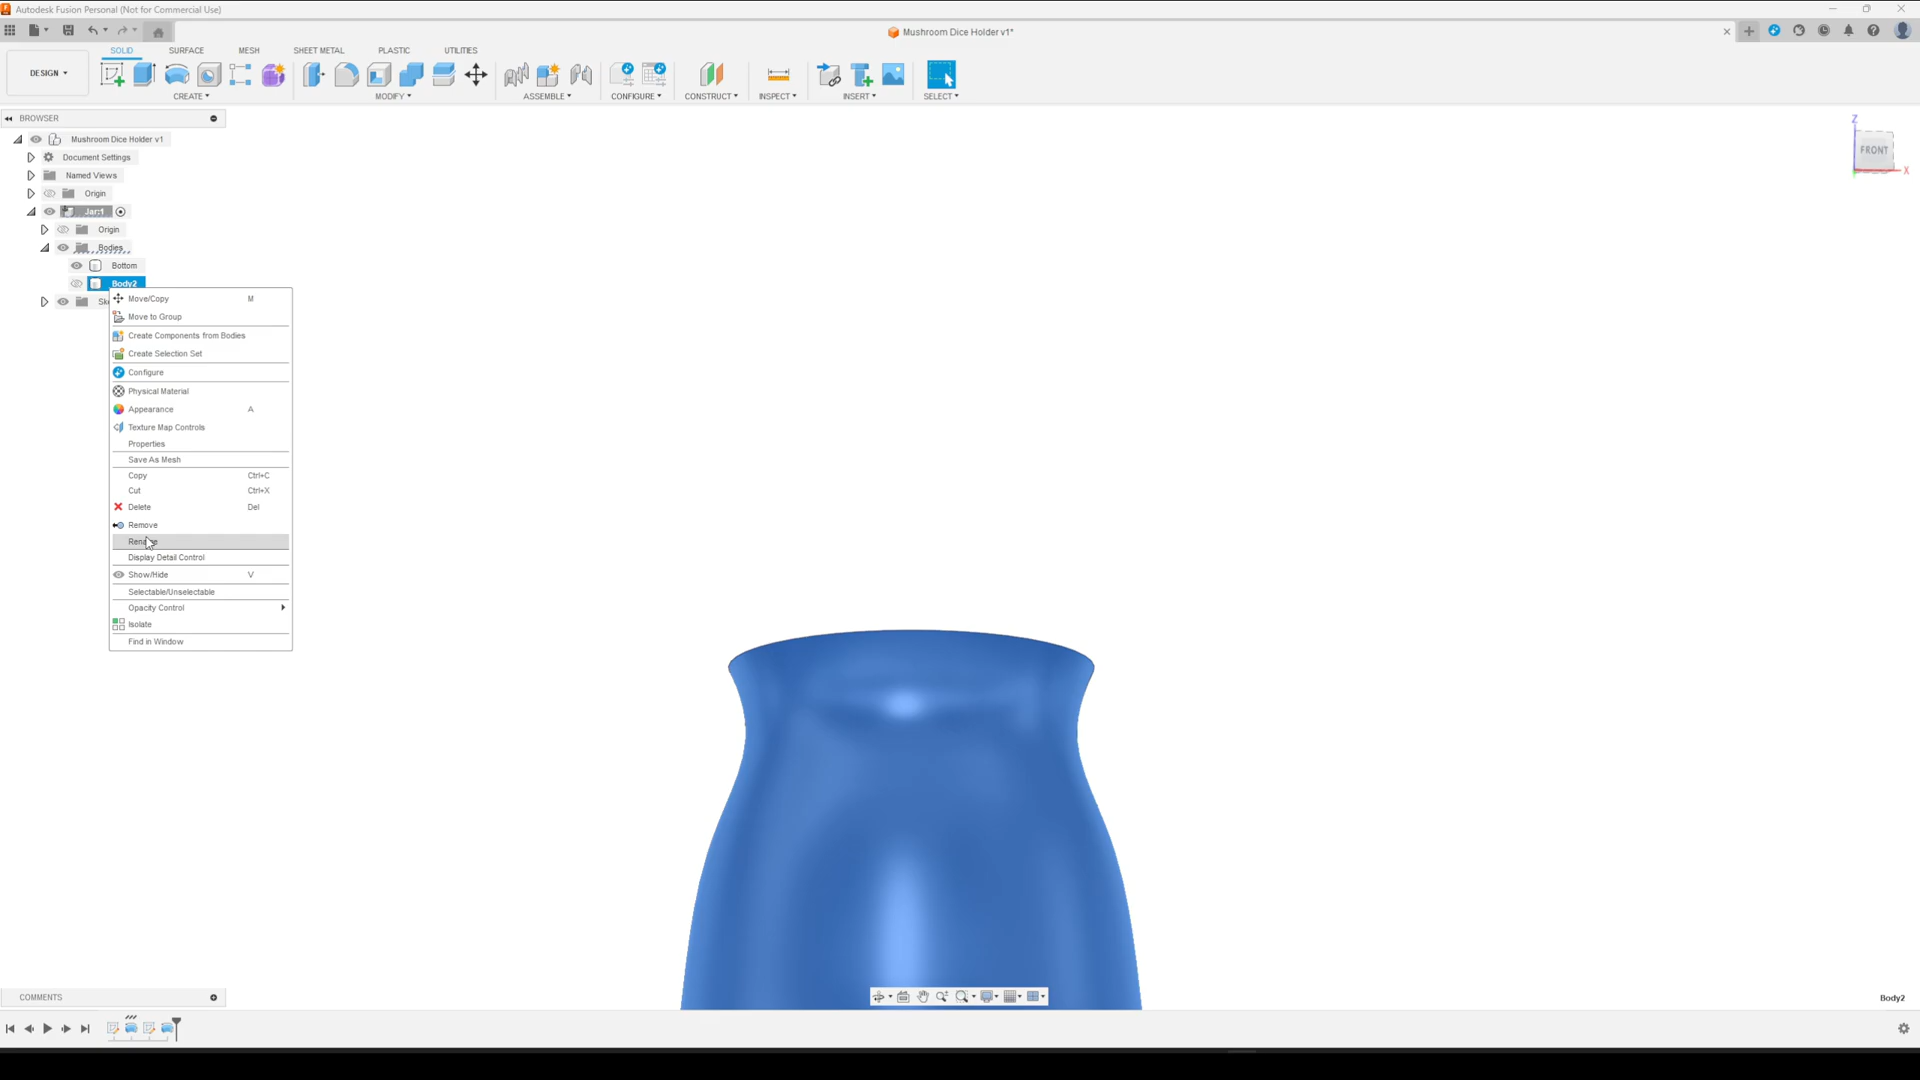 Autodesk Fusion Personal (Not for Commercial Use)
Mushroom Dice Holder v1*
DESIGN
SOLID SURFACE MESH SHEET METAL PLASTIC UTILITIES
CREATE MODIFY ASSEMBLE CONFIGURE CONSTRUCT INSPECT INSERT SELECT
BROWSER
Mushroom Dice Holder v1
Document Settings
Named Views
Origin
Jar:1
Origin
Bodies
Bottom
Body2
Move/Copy M
Move to Group
Create Components from Bodies
Create Selection Set
Configure
Physical Material
Appearance A
Texture Map Controls
Properties
Save As Mesh
Copy Ctrl+C
Cut Ctrl+X
Delete Del
Remove
Rename
Display Detail Control
Show/Hide V
Selectable/Unselectable
Opacity Control
Isolate
Find in Window
Z
FRONT
X
COMMENTS
Body2